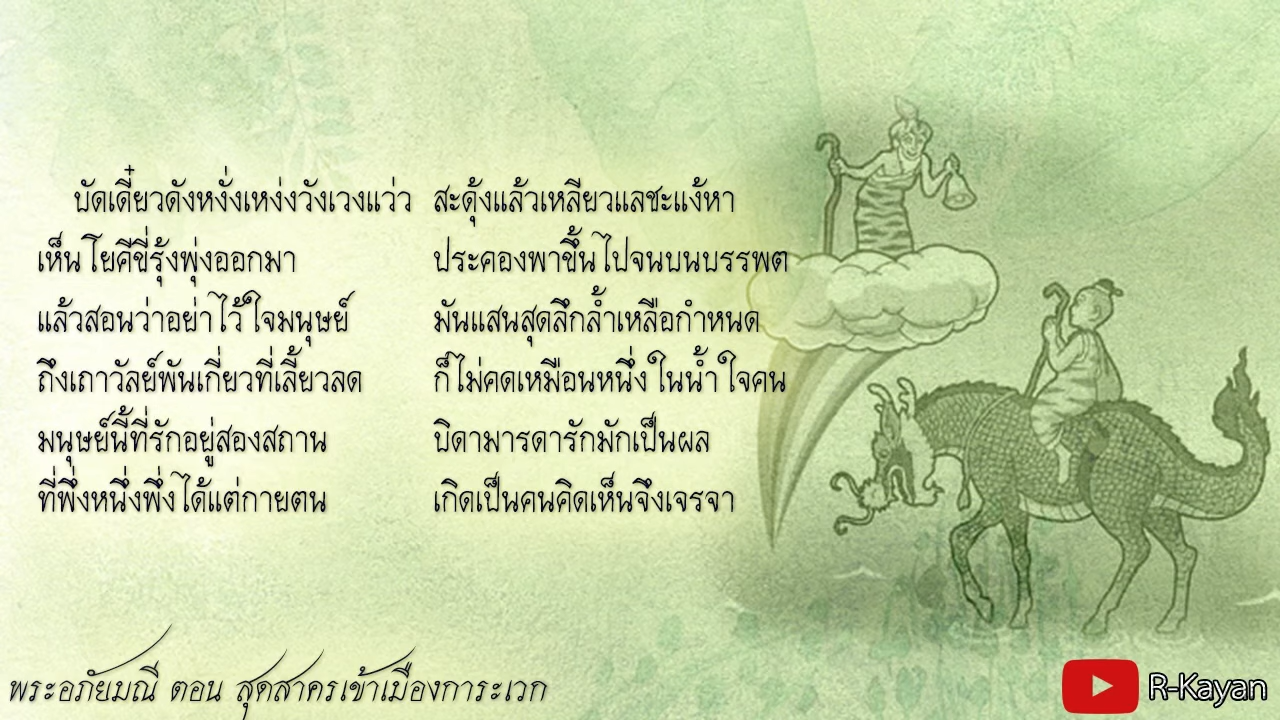 บัดเดี๋ยวดังหงั่งเหง่งวังเวงแว่ว สะดุ้งแล้วเหลียวแลชะแง้หา
เห็นโยคีขี่รุ้งพุ่งออกมา ประคองพาขึ้นไปจนบนบรรพต
แล้วสอนว่าอย่าไว้ใจมนุษย์ มันแสนสุดลึกล้ำเหลือกำหนด
ถึงเถาวัลย์พันเกี่ยวที่เลี้ยวลด ก็ไม่คดเหมือนหนึ่งในน้ำใจคน
มนุษย์นี้ที่รักอยู่สองสถาน บิดามารดารักมักเป็นผล
ที่พึ่งหนึ่งพึ่งได้แต่กายตน เกิดเป็นคนคิดเห็นจึงเจรจา
พระอภัยมณี ตอน สุดสาครเข้าเมืองการะเวก
R-Kayan